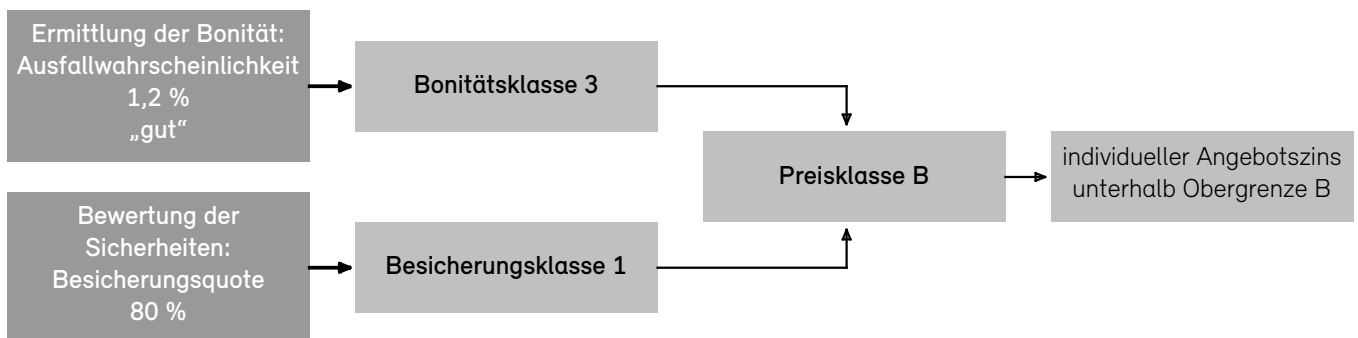 Ermittlung der Bonität:
Ausfallwahrscheinlichkeit
1,2 %
„gut“
Bonitätsklasse 3
Bewertung der
Sicherheiten:
Besicherungsquote
80 %
Besicherungsklasse 1
Preisklasse B
individueller Angebotszins
unterhalb Obergrenze B